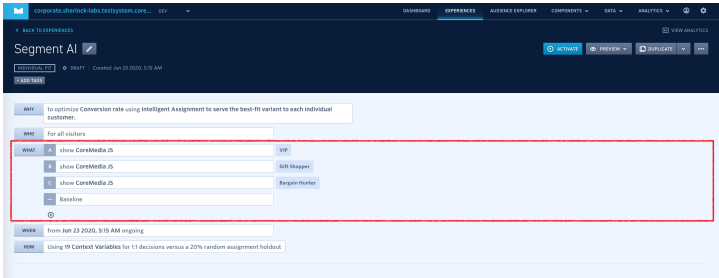 corporate.sherlock-labs.testsystem.core... DEV
DASHBOARD EXPERIENCES AUDIENCE EXPLORER COMPONENTS DATA ANALYTICS
< BACK TO EXPERIENCES
VIEW ANALYTICS
Segment AI
ACTIVATE PREVIEW DUPLICATE
INDIVIDUAL FIT DRAFT Created: Jan 23 2020, 5:15 AM
+ ADD TAGS
WHY to optimize Conversion rate using Intelligent Assignment to serve the best-fit variant to each individual
customer.
WHO For all visitors
WHAT A show CoreMedia JS VIP
B show CoreMedia JS Gift Shopper
C show CoreMedia JS Bargain Hunter
— Baseline
WHEN from Jun 23 2020, 5:15 AM ongoing
HOW Using 19 Context Variables for 1:1 decisions versus a 20% random assignment holdout